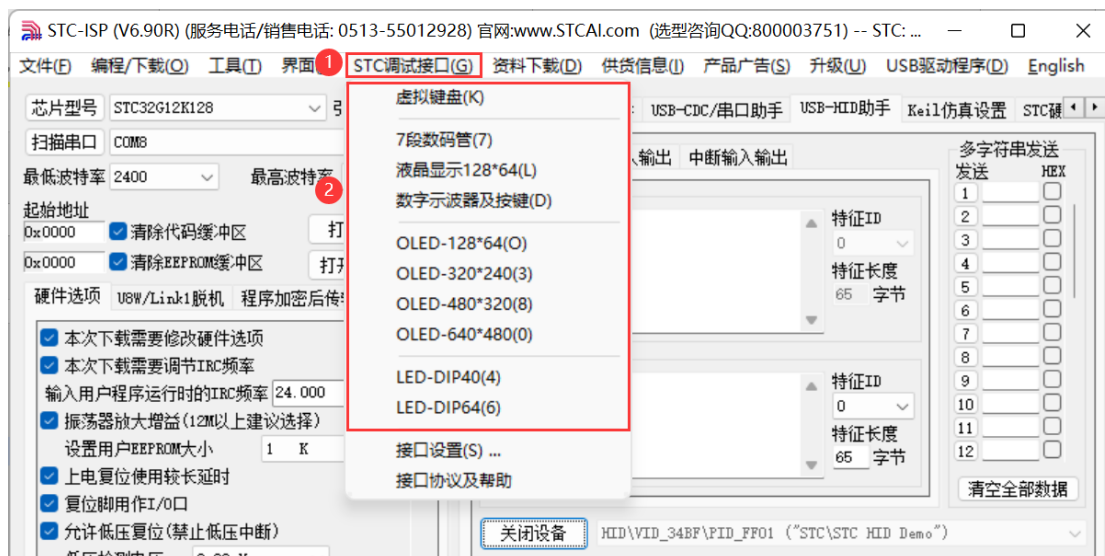 STC-ISP (V6.90R) (服务电话/销售电话: 0513-55012928) 官网:www.STCAI.com (选型咨询QQ:800003751) -- STC: ...
文件(F) 编程/下载(O) 工具(T) 界面 1 STC调试接口(G) 资料下载(D) 供货信息(I) 产品广告(S) 升级(U) USB驱动程序(D) English
芯片型号 STC32G12K128 引
扫描串口 COM8
最低波特率 2400 最高波特率
起始地址
0x0000 清除代码缓冲区 打
0x0000 清除EEPROM缓冲区 打开
硬件选项 U8W/Link1脱机 程序加密后传
本次下载需要修改硬件选项
本次下载需要调节IRC频率
输入用户程序运行时的IRC频率 24.000
振荡器放大增益(12M以上建议选择)
设置用户EEPROM大小 1 K
上电复位使用较长延时
复位脚用作I/O口
允许低压复位(禁止低压中断)
2
虚拟键盘(K)
7段数码管(7)
液晶显示128*64(L)
数字示波器及按键(D)
OLED-128*64(O)
OLED-320*240(3)
OLED-480*320(8)
OLED-640*480(0)
LED-DIP40(4)
LED-DIP64(6)
接口设置(S) ...
接口协议及帮助
USB-CDC/串口助手 USB-HID助手 Keil仿真设置 STC硬
入输出 中断输入输出
特征ID
0
特征长度
65 字节
特征ID
0
特征长度
65 字节
多字符串发送
发送 HEX
1
2
3
4
5
6
7
8
9
10
11
12
清空全部数据
关闭设备 HID\VID_34BF\PID_FF01 ("STC\STC HID Demo")